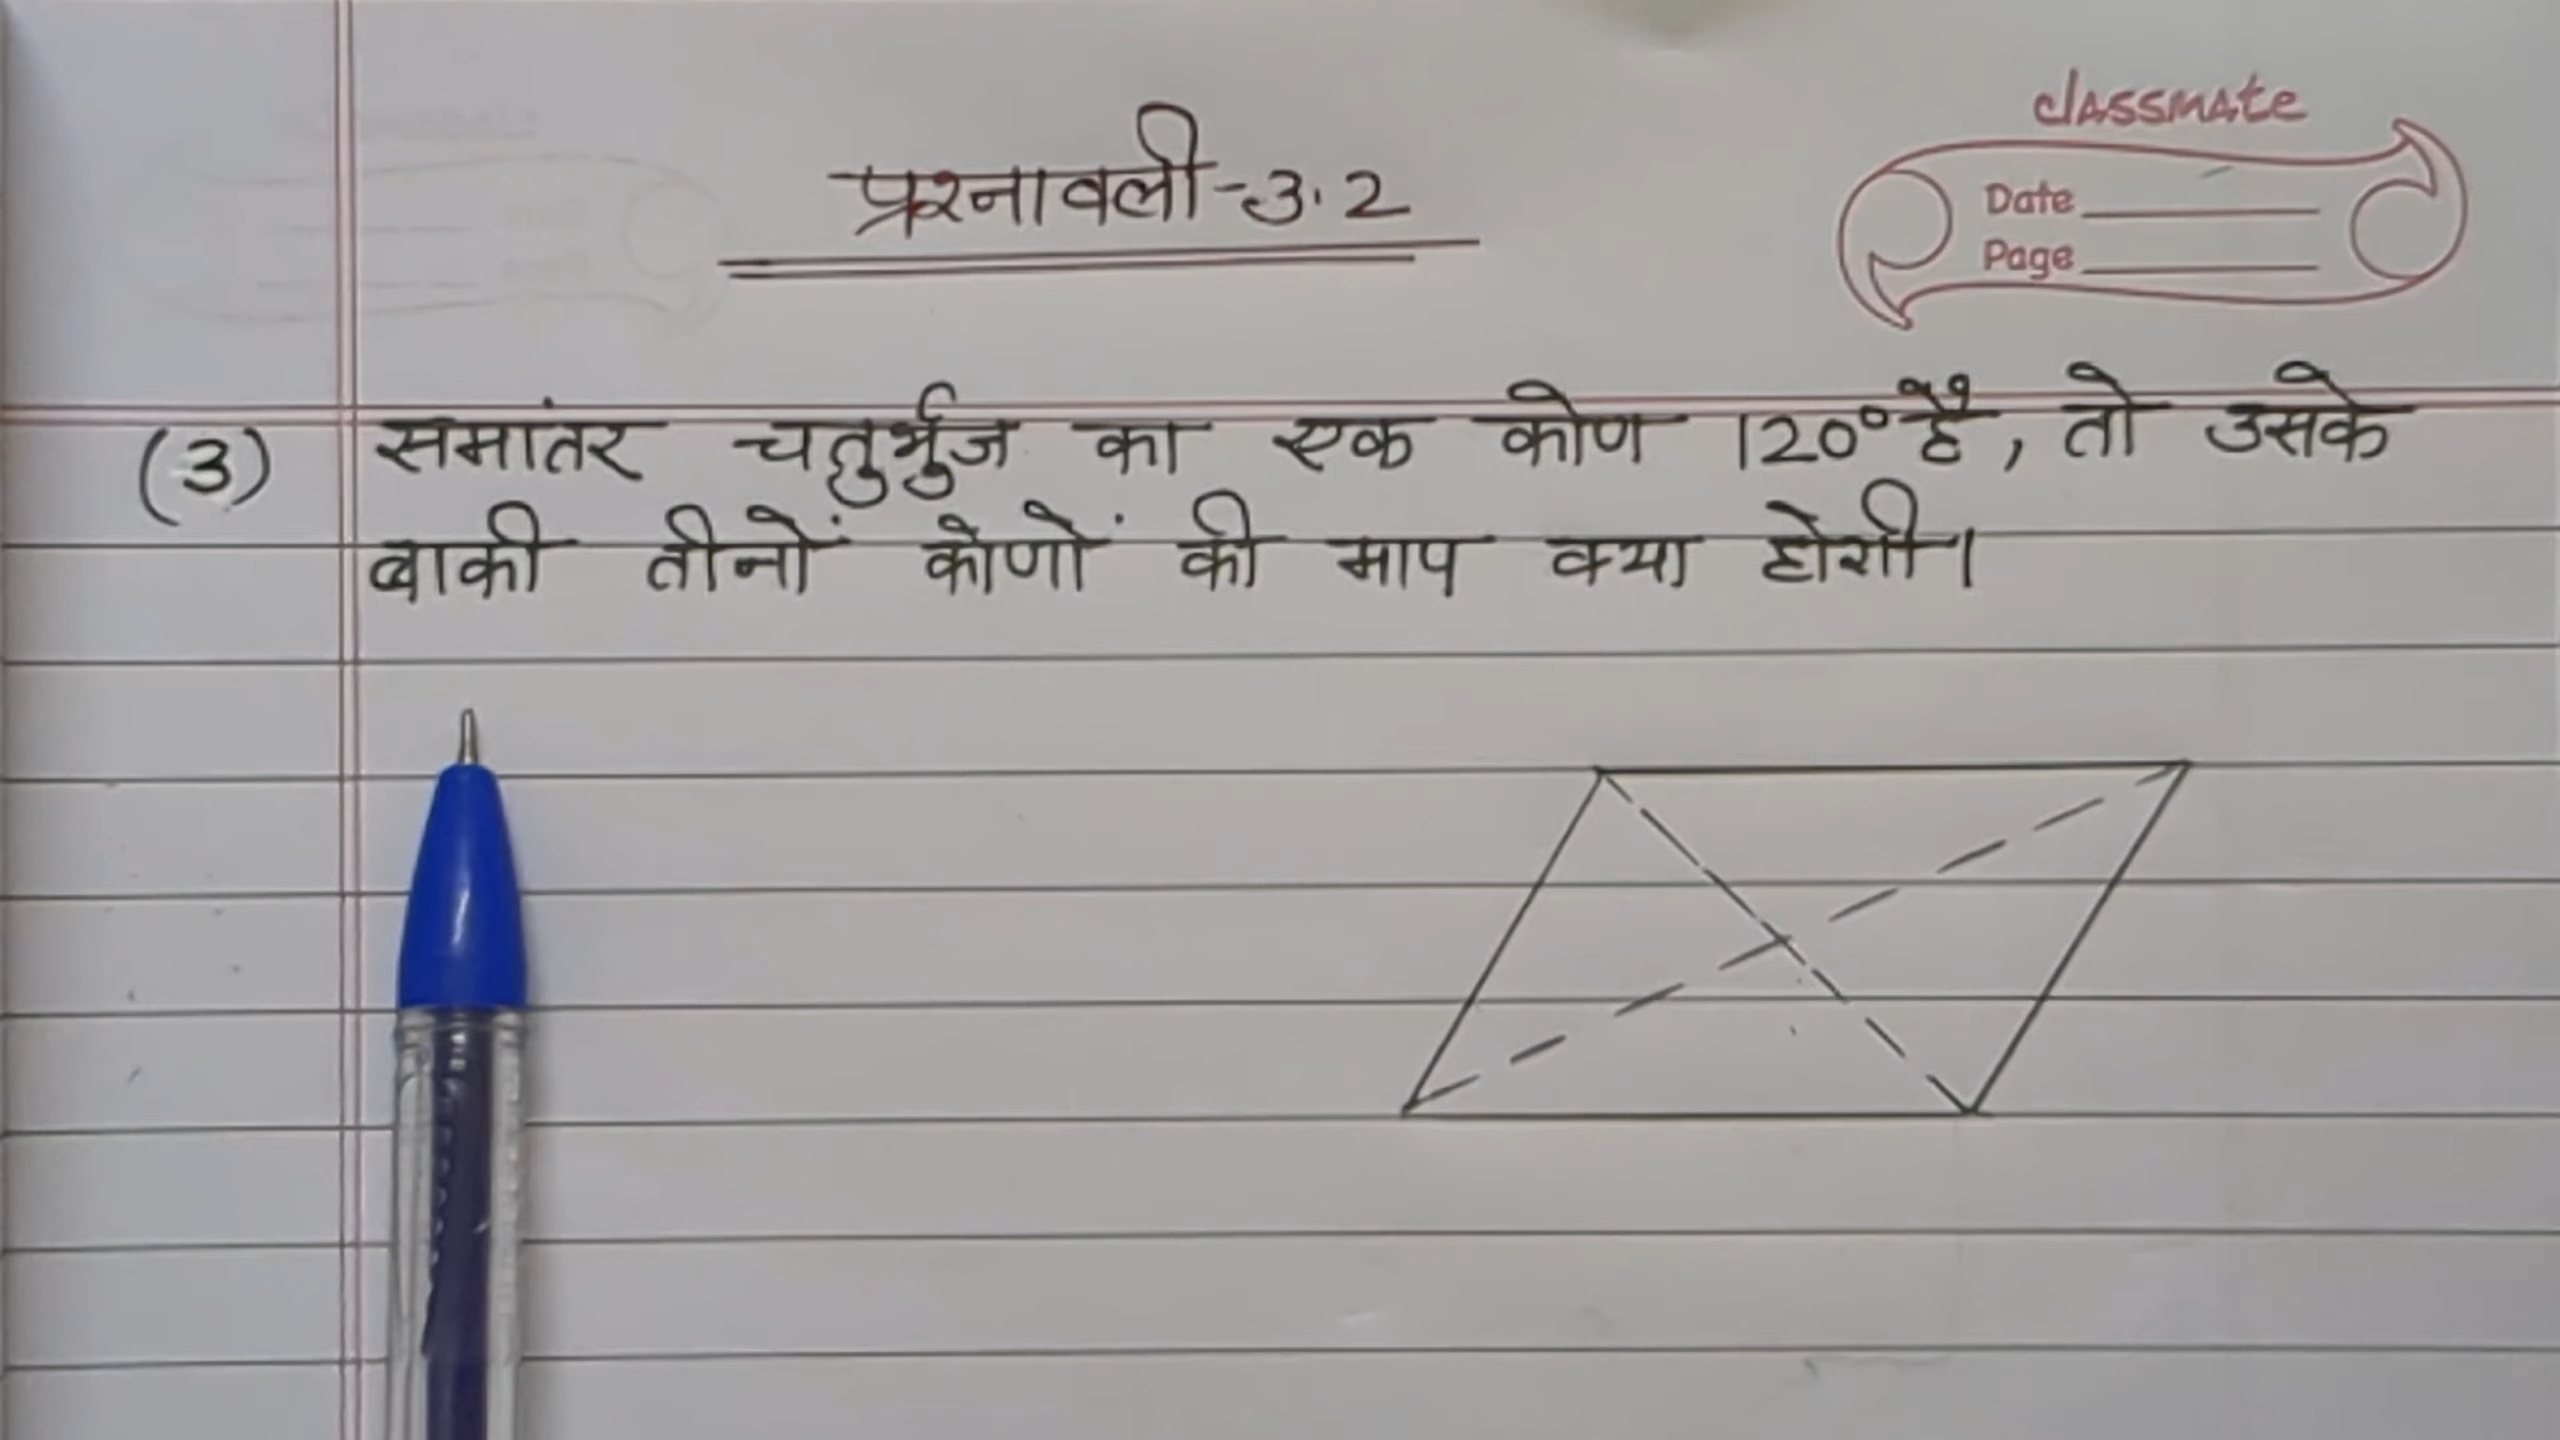 classmate
प्रश्नावली-3.2
Date
Page
(3) समांतर चतुर्भुज का एक कोण 120° है, तो उसके
बाकी तीनों कोणों की माप क्या होगी।